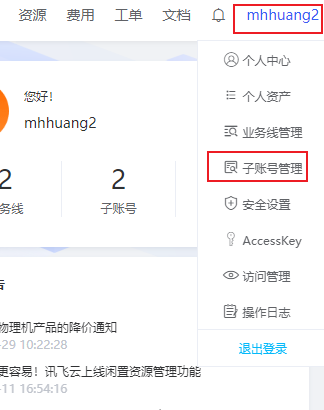 资源 费用 工单 文档 mhhuang2
您好！
mhhuang2
个人中心
个人资产
业务线管理
子账号管理
安全设置
AccessKey
访问管理
操作日志
退出登录
2 2
务线 子账号
告
物理机产品的降价通知
-29 10:22:28
更容易！讯飞云上线闲置资源管理功能
-11 16:54:16